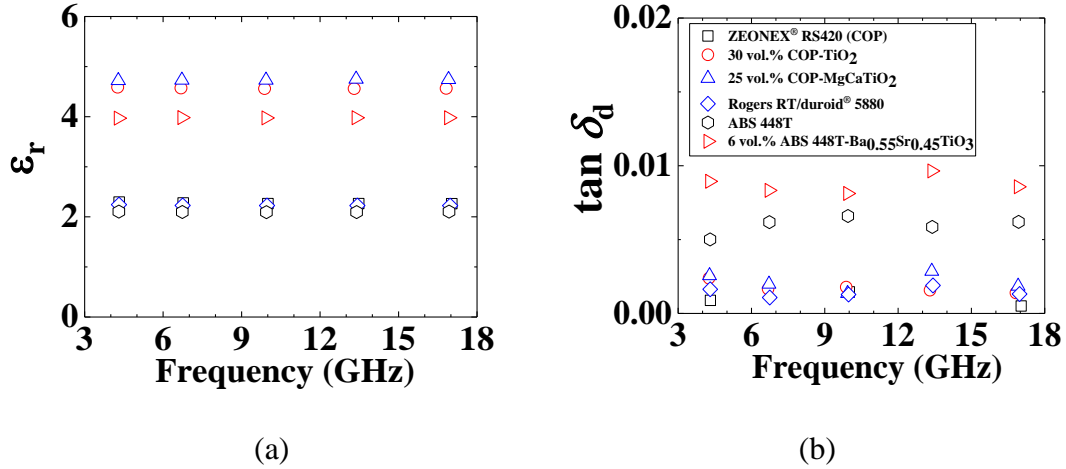 6
4
2
0
3 6 9 12 15 18
εr
Frequency (GHz)
(a)
0.02
0.01
0.00
3 6 9 12 15 18
tan δd
Frequency (GHz)
ZEONEX® RS420 (COP)
30 vol.% COP-TiO2
25 vol.% COP-MgCaTiO2
Rogers RT/duroid® 5880
ABS 448T
6 vol.% ABS 448T-Ba0.55Sr0.45TiO3
(b)